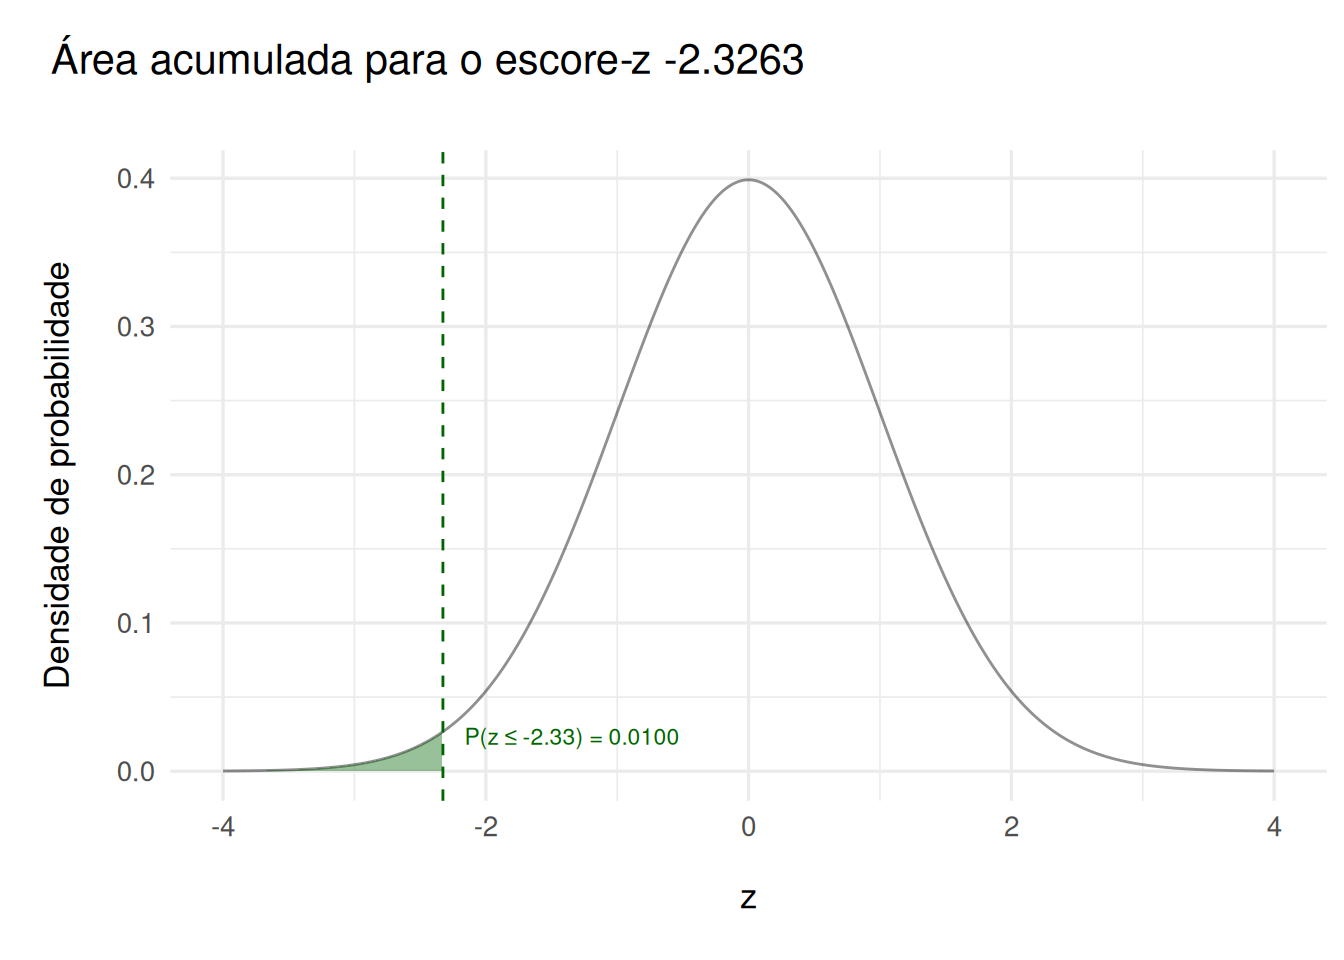 Área acumulada para o escore-z -2.3263
Densidade de probabilidade
0.4
0.3
0.2
0.1
0.0
P(z ≤ -2.33) = 0.0100
-4 -2 0 2 4
z